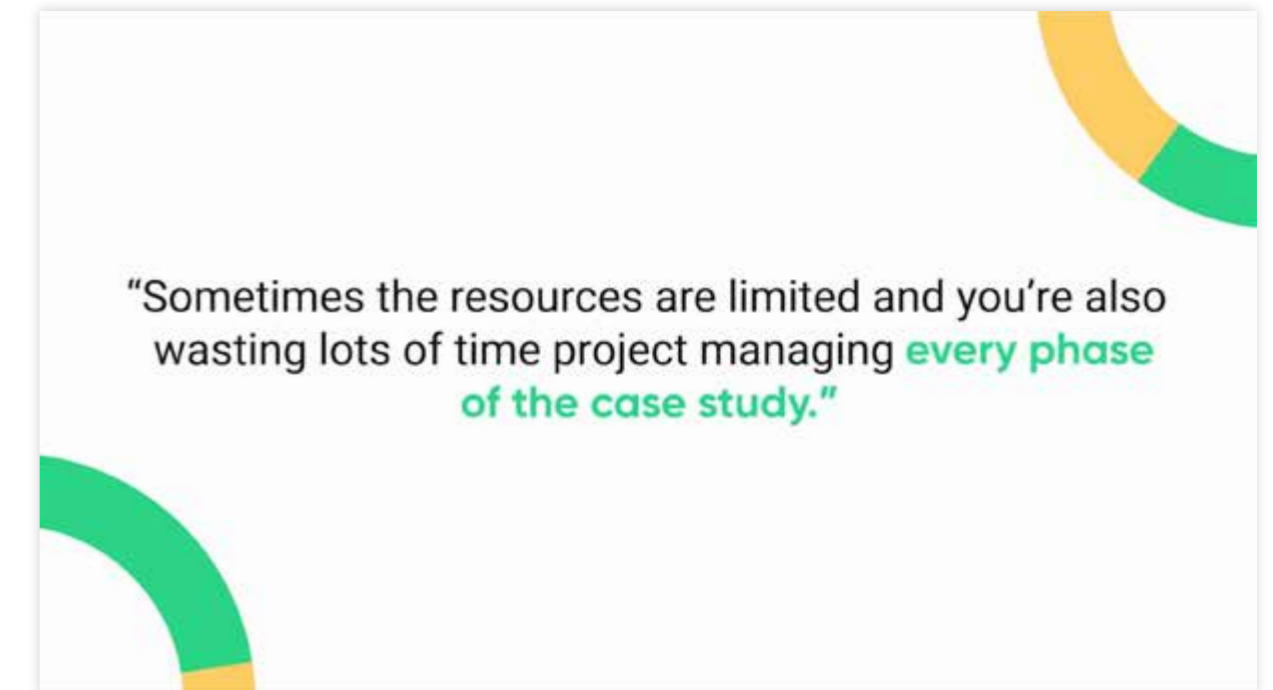 “Sometimes the resources are limited and you’re also
wasting lots of time project managing every phase
of the case study.”